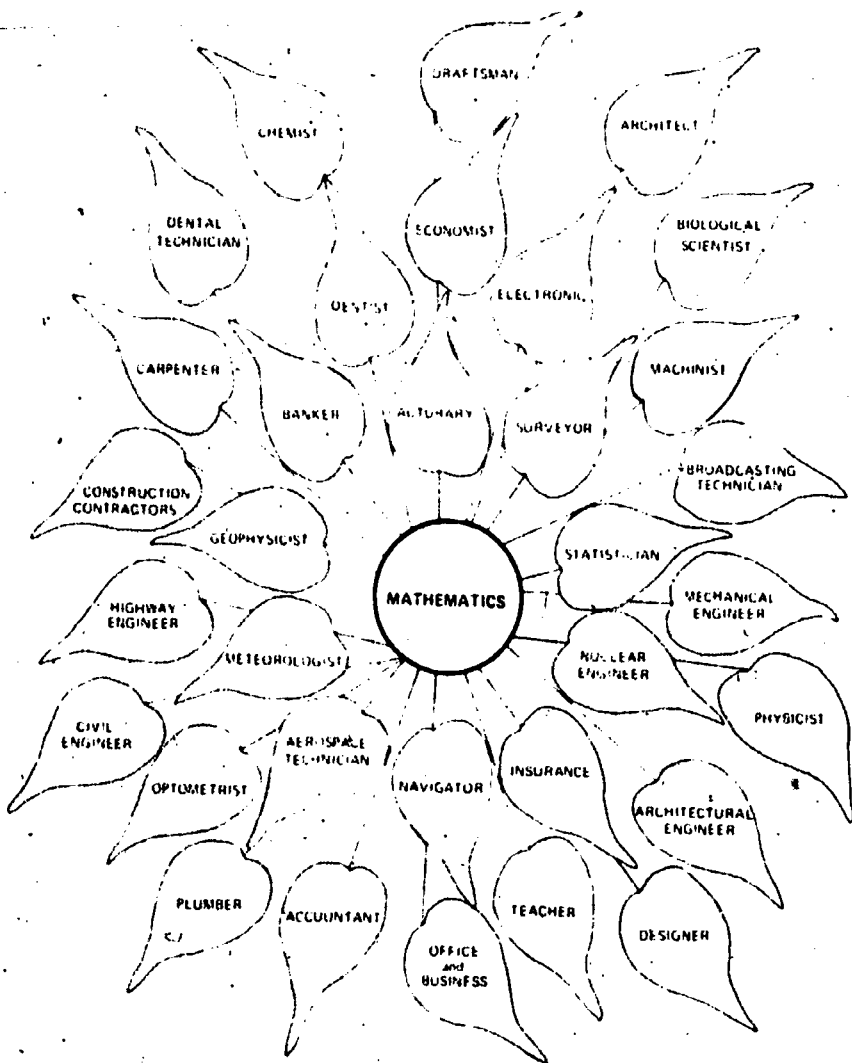 DRAFTSMAN
CHEMIST
ARCHITECT
DENTAL
TECHNICIAN
ECONOMIST
BIOLOGICAL
SCIENTIST
DENTIST
ELECTRONIC
CARPENTER
MACHINIST
BANKER
ACTURARY
SURVEYOR
BROADCASTING
TECHNICIAN
CONSTRUCTION
CONTRACTORS
GEOPHYSICIST
STATISTICIAN
MATHEMATICS
MECHANICAL
ENGINEER
HIGHWAY
ENGINEER
METEOROLOGIST
NUCLEAR
ENGINEER
PHYSICIST
CIVIL
ENGINEER
AEROSPACE
TECHNICIAN
OPTOMETRIST
NAVIGATOR
INSURANCE
ARCHITECTURAL
ENGINEER
PLUMBER
ACCOUNTANT
TEACHER
DESIGNER
OFFICE
and
BUSINESS